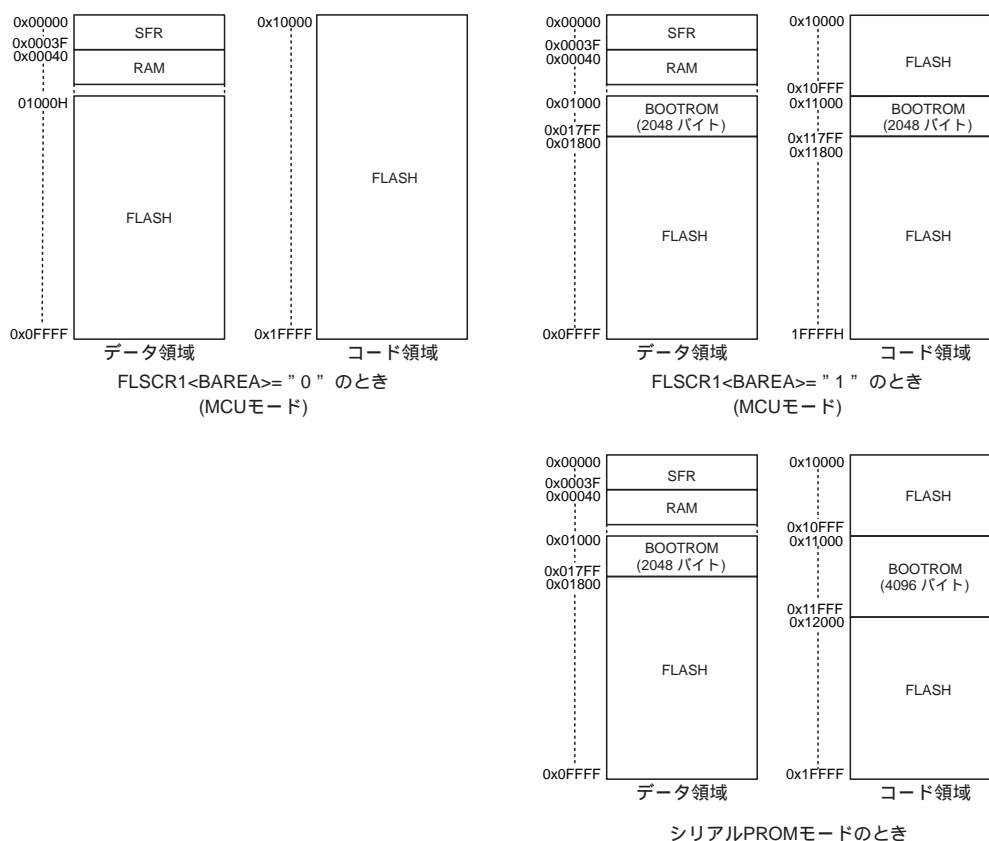 0x00000
0x0003F
0x00040
01000H
0x0FFFF
SFR
RAM
FLASH
データ領域
0x10000
0x1FFFF
FLASH
コード領域
FLSCR1<BAREA>= ” 0 ” のとき
(MCUモード)
0x00000
0x0003F
0x00040
0x01000
0x017FF
0x01800
0x0FFFF
SFR
RAM
BOOTROM
(2048 バイト)
FLASH
データ領域
0x10000
0x10FFF
0x11000
0x117FF
0x11800
1FFFFH
FLASH
BOOTROM
(2048 バイト)
FLASH
コード領域
FLSCR1<BAREA>= ” 1 ” のとき
(MCUモード)
0x00000
0x0003F
0x00040
0x01000
0x017FF
0x01800
0x0FFFF
SFR
RAM
BOOTROM
(2048 バイト)
FLASH
データ領域
0x10000
0x10FFF
0x11000
0x11FFF
0x12000
0x1FFFF
FLASH
BOOTROM
(4096 バイト)
FLASH
コード領域
シリアルPROMモードのとき